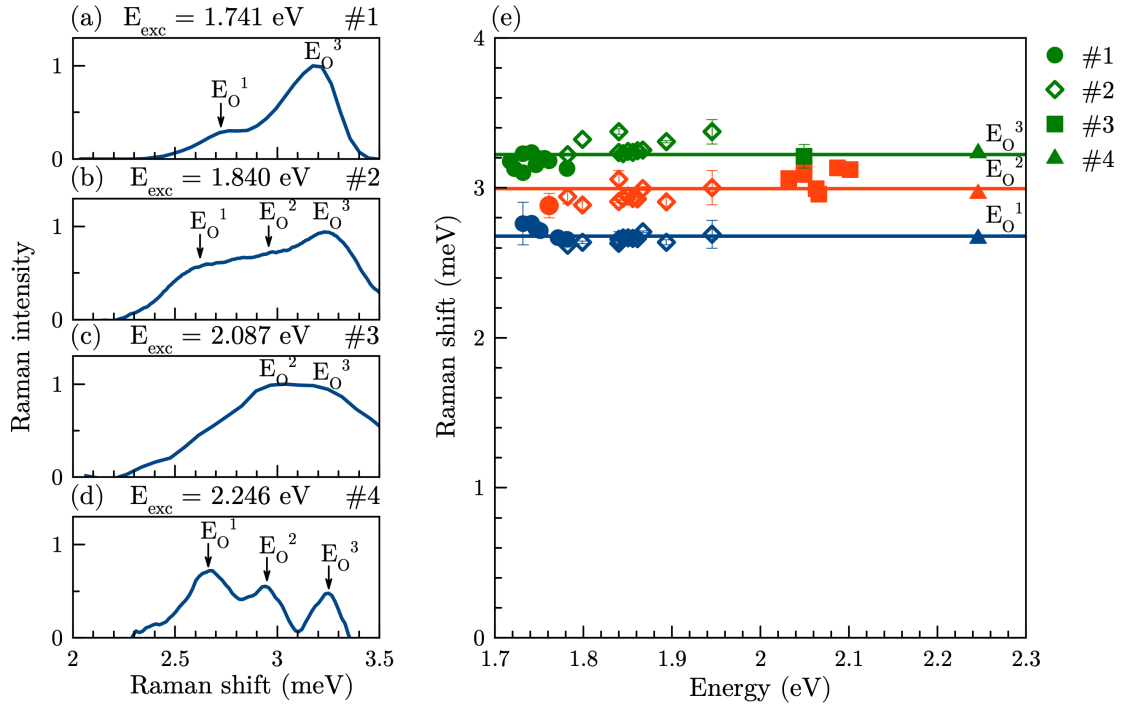 (a) E_exc = 1.741 eV #1
E_O^3
E_O^1
1
0
(b) E_exc = 1.840 eV #2
E_O^1 E_O^2 E_O^3
1
0
(c) E_exc = 2.087 eV #3
E_O^2 E_O^3
1
0
(d) E_exc = 2.246 eV #4
E_O^1 E_O^2 E_O^3
1
0
2 2.5 3 3.5
Raman shift (meV)
Raman intensity
(e)
4
3
2
1
0
Raman shift (meV)
E_O^3
E_O^2
E_O^1
1.7 1.8 1.9 2 2.1 2.2 2.3
Energy (eV)
#1
#2
#3
#4